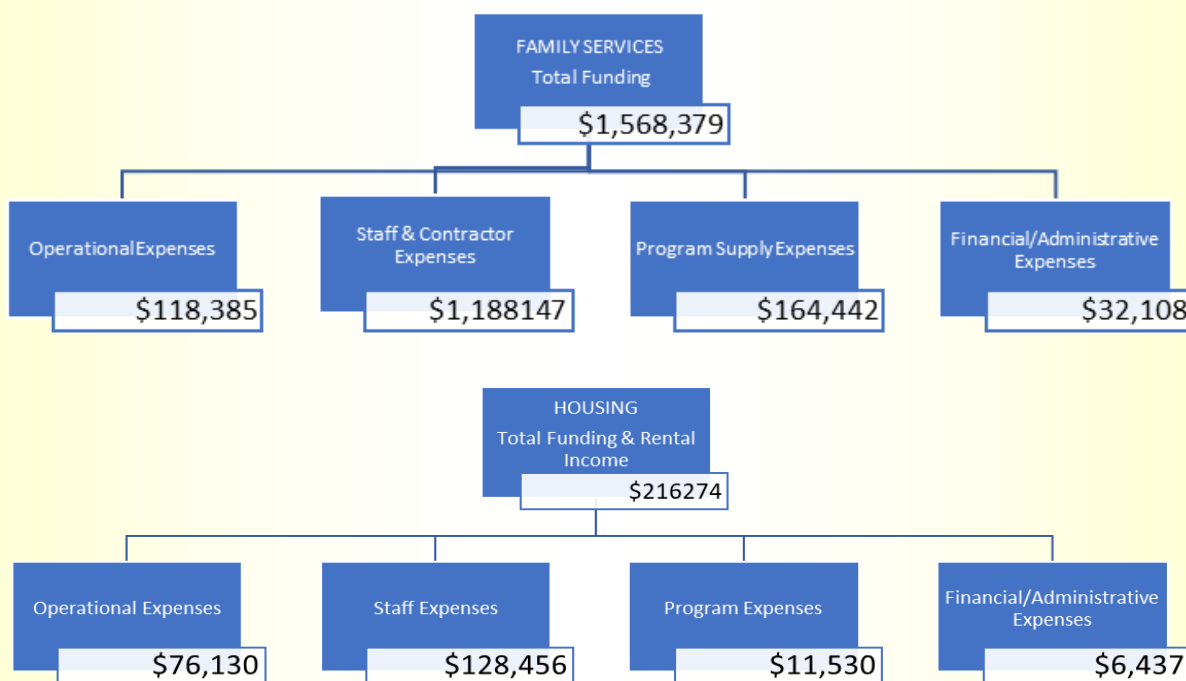 FAMILY SERVICES
Total Funding
$1,568,379
OperationalExpenses
$118,385
Staff & Contractor
Expenses
$1,188147
Program Supply Expenses
$164,442
Financial/Administrative
Expenses
$32,108
HOUSING
Total Funding & Rental
Income
$216274
Operational Expenses
$76,130
Staff Expenses
$128,456
Program Expenses
$11,530
Financial/Administrative
Expenses
$6,437